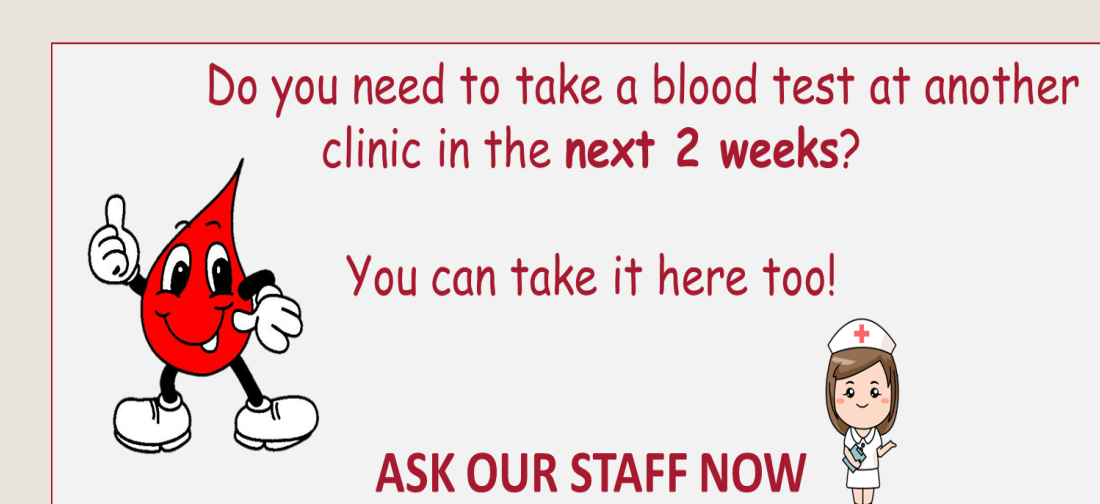 Do you need to take a blood test at another
clinic in the next 2 weeks?
You can take it here too!
ASK OUR STAFF NOW